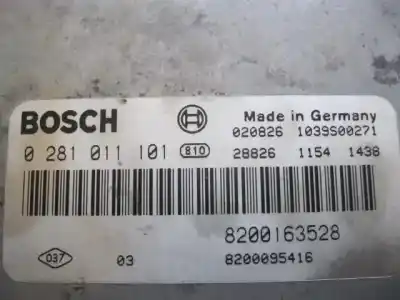 BOSCH
Made in Germany
020826 1039S00271
0 281 011 101 810
28826 1154 1438
8200163528
037 03 8200095416